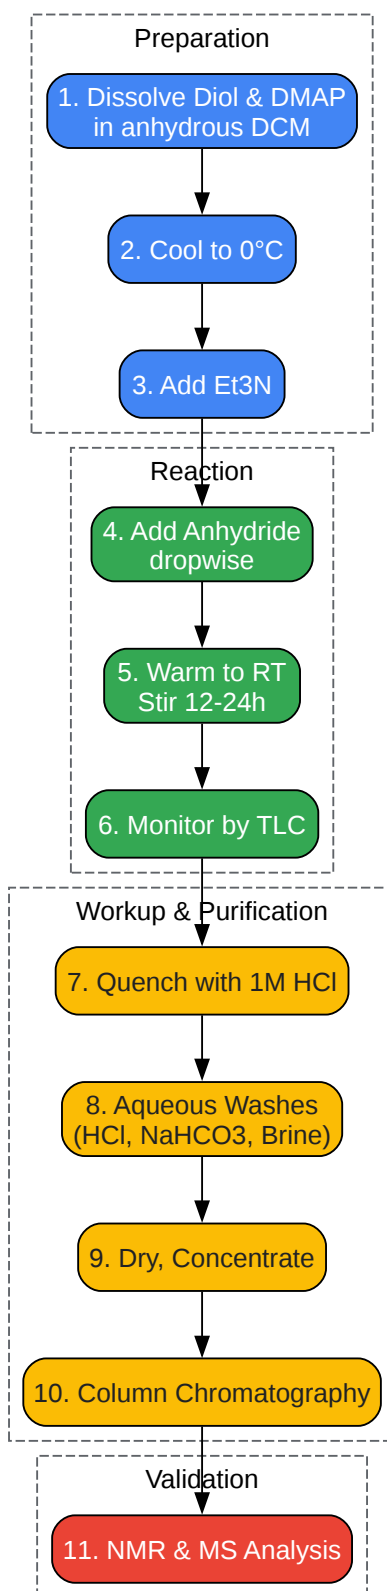 Preparation
1. Dissolve Diol & DMAP
in anhydrous DCM
2. Cool to 0°C
3. Add Et3N
Reaction
4. Add Anhydride
dropwise
5. Warm to RT
Stir 12-24h
6. Monitor by TLC
Workup & Purification
7. Quench with 1M HCl
8. Aqueous Washes
(HCl, NaHCO3, Brine)
9. Dry, Concentrate
10. Column Chromatography
Validation
11. NMR & MS Analysis